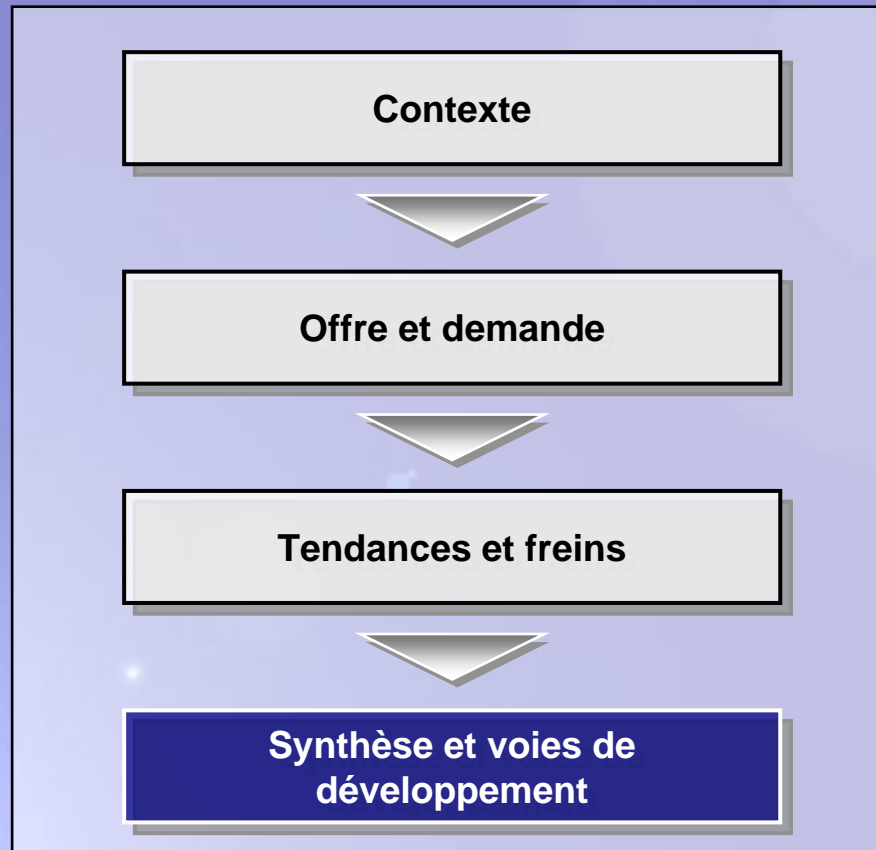 Contexte
Offre et demande
Tendances et freins
Synthèse et voies de
développement